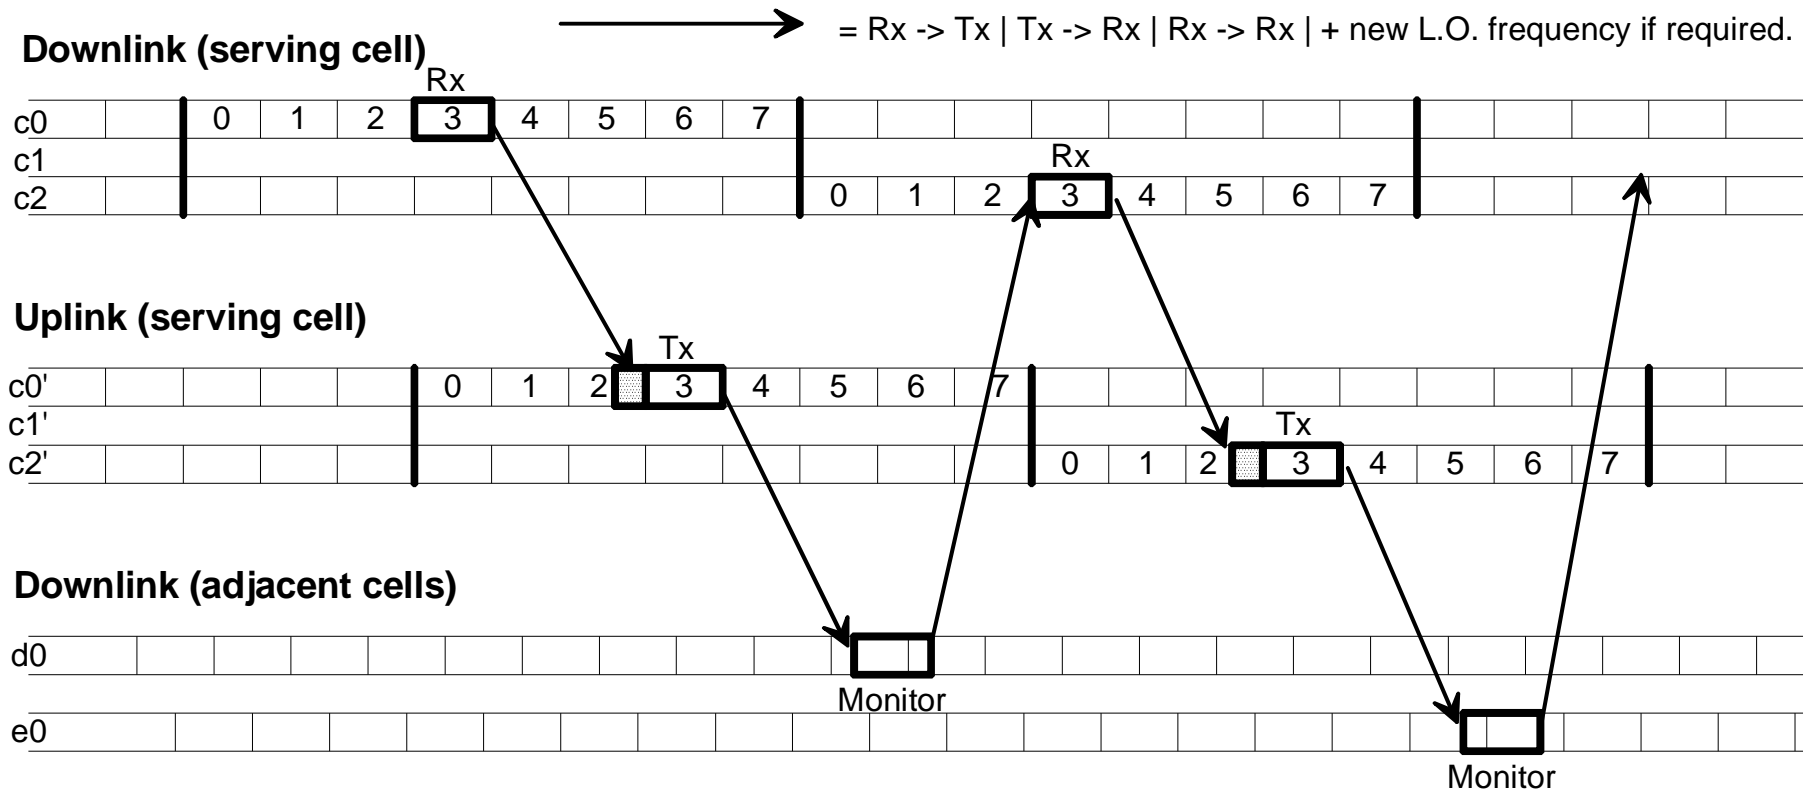 = Rx -> Tx | Tx -> Rx | Rx -> Rx | + new L.O. frequency if required.
Downlink (serving cell)
Rx
c0 0 1 2 3 4 5 6 7
c1
Rx
c2 0 1 2 3 4 5 6 7
Uplink (serving cell)
Tx
c0' 0 1 2 3 4 5 6 7
c1'
Tx
c2' 0 1 2 3 4 5 6 7
Downlink (adjacent cells)
d0
Monitor
e0
Monitor